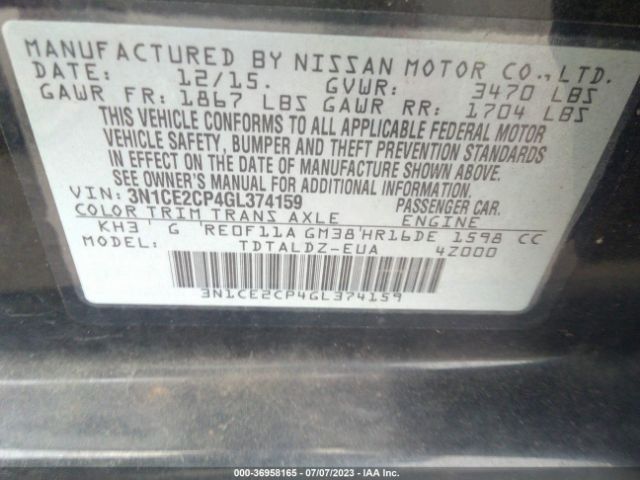 MANUFACTURED BY NISSAN MOTOR CO., LTD.
DATE: 12/15. GVWR: 3470 LBS
GAWR FR: 1867 LBS GAWR RR: 1704 LBS
THIS VEHICLE CONFORMS TO ALL APPLICABLE FEDERAL MOTOR
VEHICLE SAFETY, BUMPER AND THEFT PREVENTION STANDARDS
IN EFFECT ON THE DATE OF MANUFACTURE SHOWN ABOVE.
SEE OWNER'S MANUAL FOR ADDITIONAL INFORMATION.
VIN: 3N1CE2CP4GL374159 PASSENGER CAR.
COLOR TRIM TRANS AXLE ENGINE
KH3' G 'RE0F11A GM38'HR16DE 1598 CC
MODEL: TDTALDZ-EUA 4Z000
3N1CE2CP4GL374159
000-36958165 - 07/07/2023 - IAA Inc.